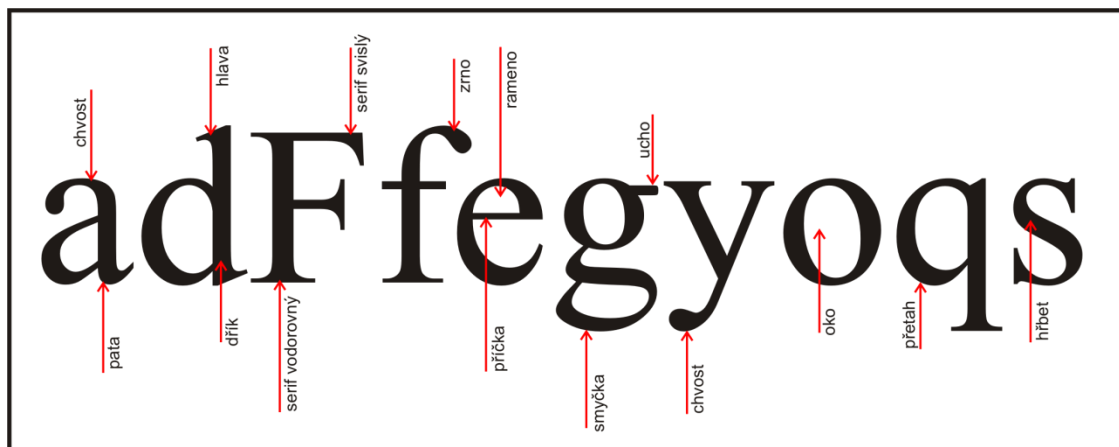 chvost
hlava
serif svislý
zrno
rameno
ucho
adFfegyoqs
pata
dřík
serif vodorovný
příčka
smyčka
chvost
oko
přetah
hřbet